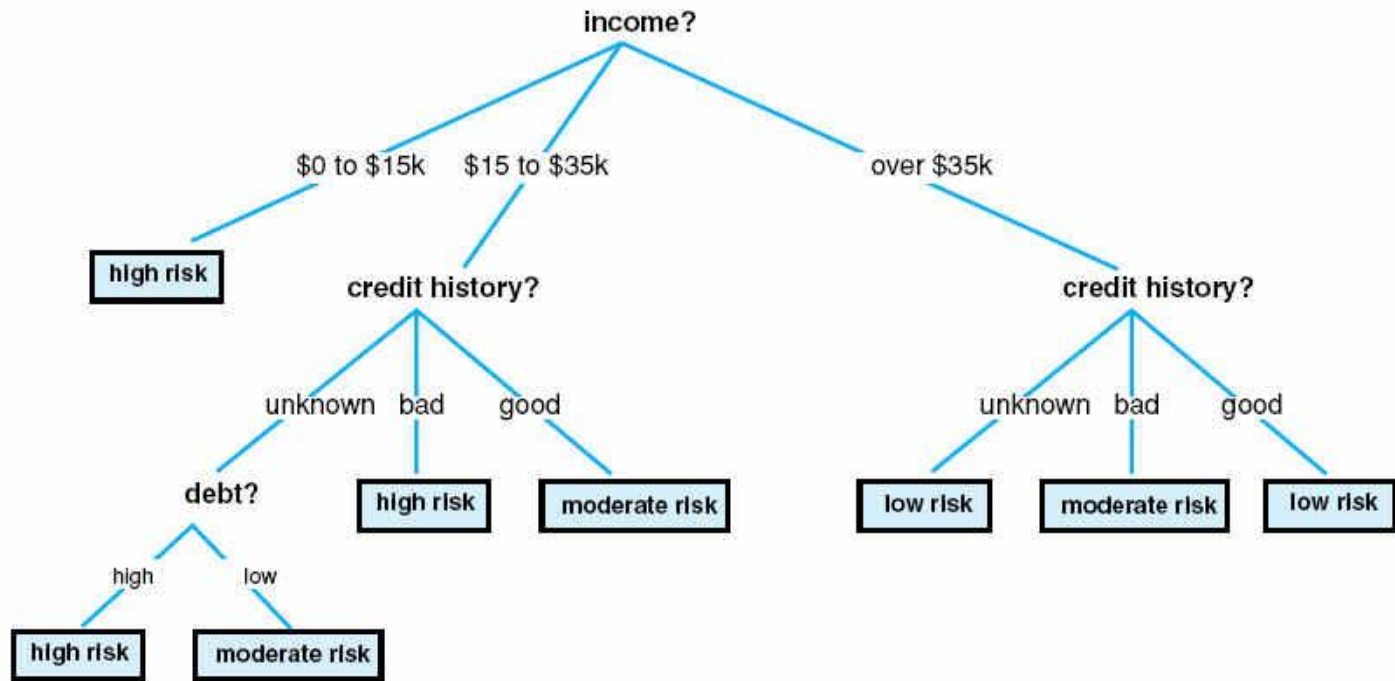 income?
$0 to $15k $15 to $35k over $35k
high risk
credit history? credit history?
unknown bad good unknown bad good
debt? high risk moderate risk low risk moderate risk low risk
high low
high risk moderate risk